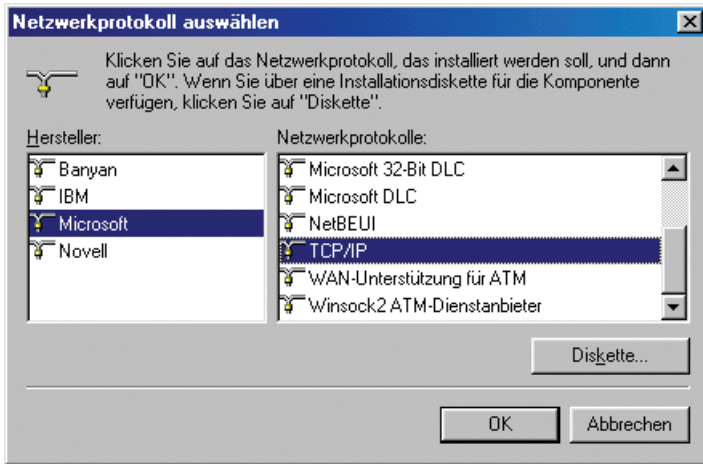 Netzwerkprotokoll auswählen
Klicken Sie auf das Netzwerkprotokoll, das installiert werden soll, und dann
auf "OK". Wenn Sie über eine Installationsdiskette für die Komponente
verfügen, klicken Sie auf "Diskette".
Hersteller:
Banyan
IBM
Microsoft
Novell
Netzwerkprotokolle:
Microsoft 32-Bit DLC
Microsoft DLC
NetBEUI
TCP/IP
WAN-Unterstützung für ATM
Winsock2 ATM-Dienstanbieter
Diskette...
OK
Abbrechen